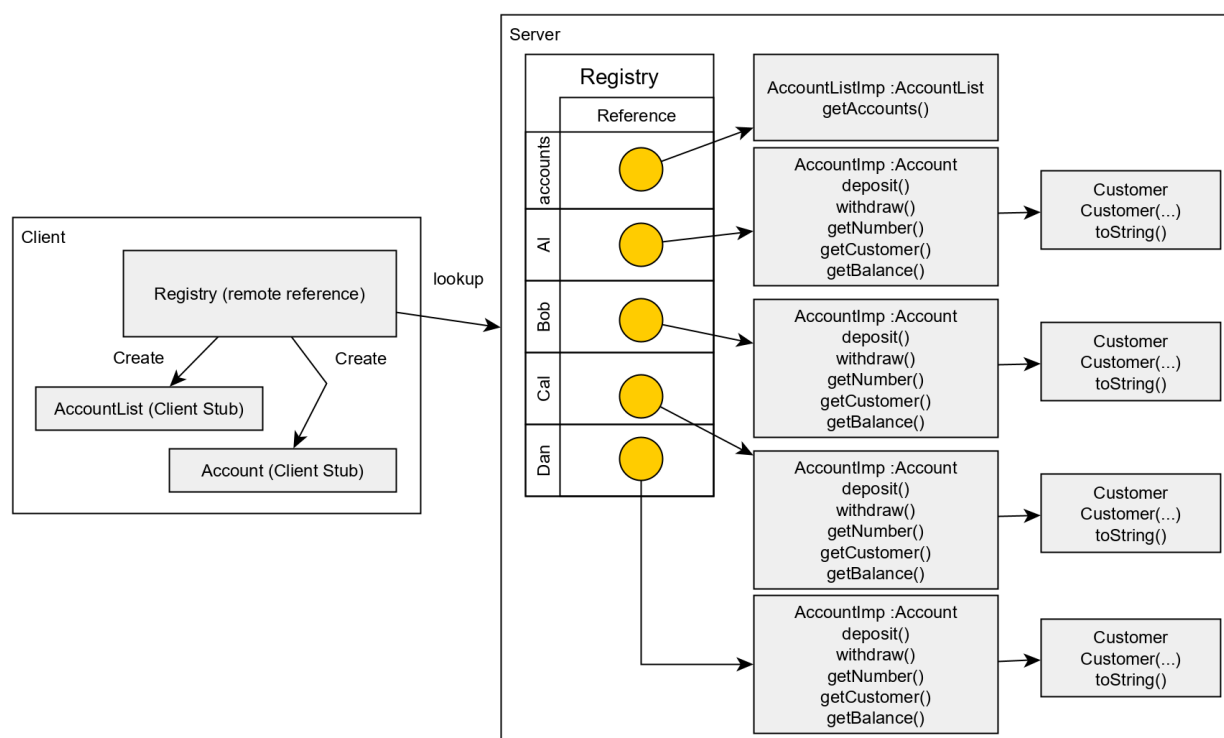 Server
Registry
Reference
accounts
Al
Bob
Cal
Dan
AccountListImp :AccountList
getAccounts()
AccountImp :Account
deposit()
withdraw()
getNumber()
getCustomer()
getBalance()
Customer
Customer(...)
toString()
AccountImp :Account
deposit()
withdraw()
getNumber()
getCustomer()
getBalance()
Customer
Customer(...)
toString()
AccountImp :Account
deposit()
withdraw()
getNumber()
getCustomer()
getBalance()
Customer
Customer(...)
toString()
AccountImp :Account
deposit()
withdraw()
getNumber()
getCustomer()
getBalance()
Customer
Customer(...)
toString()
Client
Registry (remote reference)
lookup
Create
Create
AccountList (Client Stub)
Account (Client Stub)